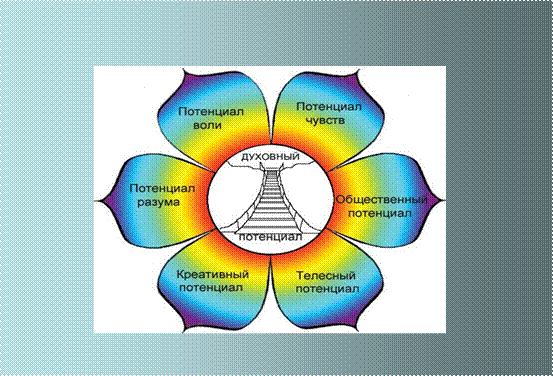 Потенциал
воли
Потенциал
чувств
Потенциал
разума
ДУХОВНЫЙ
потенциал
Общественный
потенциал
Креативный
потенциал
Телесный
потенциал